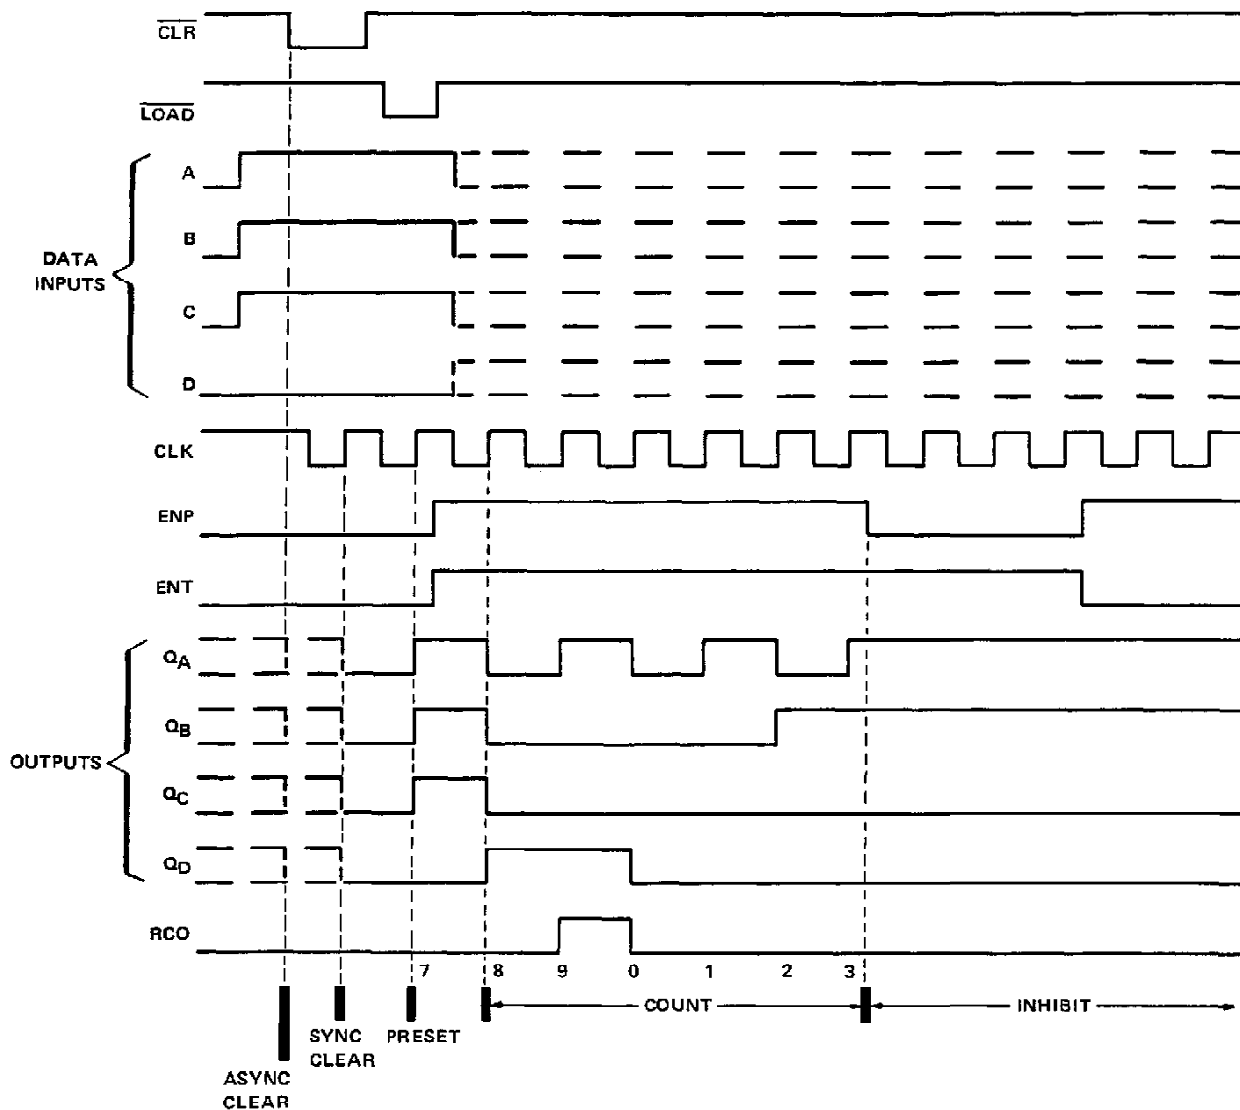 CLR
LOAD
A
B
DATA
INPUTS
C
D
CLK
ENP
ENT
QA
QB
OUTPUTS
QC
QD
RCO
7 8 9 0 1 2 3
COUNT INHIBIT
SYNC
CLEAR
PRESET
ASYNC
CLEAR